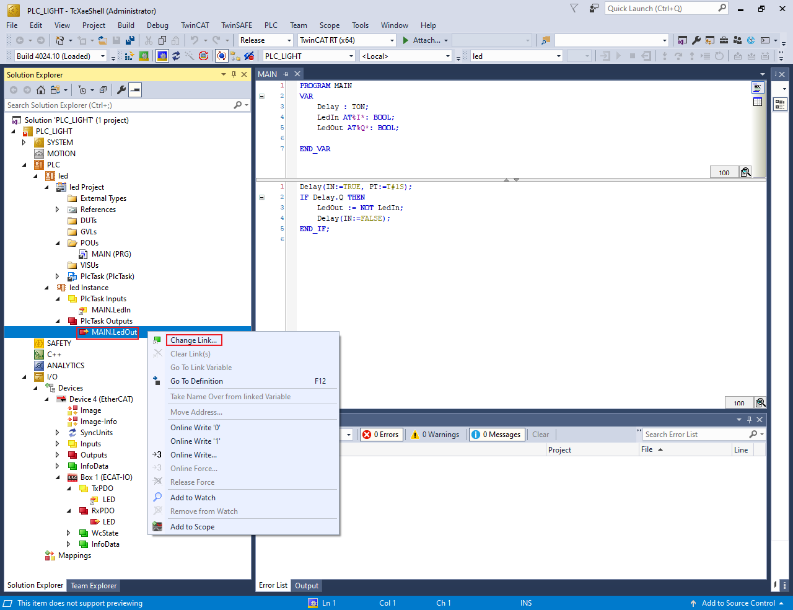 PLC_LIGHT - TcXaeShell (Administrator)
Quick Launch (Ctrl+Q)
File Edit View Project Build Debug TwinCAT TwinSAFE PLC Team Scope Tools Window Help
Release TwinCAT RT (x64) Attach...
Build 4024.10 (Loaded) PLC_LIGHT <Local> led
Solution Explorer
Search Solution Explorer (Ctrl+;)
Solution 'PLC_LIGHT' (1 project)
PLC_LIGHT
SYSTEM
MOTION
PLC
led
led Project
External Types
References
DUTs
GVLs
POUs
MAIN (PRG)
VISUs
PlcTask (PlcTask)
led Instance
PlcTask Inputs
MAIN.LedIn
PlcTask Outputs
MAIN.LedOut
SAFETY
C++
ANALYTICS
I/O
Devices
Device 4 (EtherCAT)
Image
Image-Info
SyncUnits
Inputs
Outputs
InfoData
Box 1 (ECAT-IO)
TxPDO
LED
RxPDO
LED
WcState
InfoData
Mappings
Solution Explorer Team Explorer
Change Link...
Clear Link(s)
Go To Link Variable
Go To Definition F12
Take Name Over from linked Variable
Move Address...
Online Write '0'
Online Write '1'
Online Write...
Online Force...
Release Force
Add to Watch
Remove from Watch
Add to Scope
MAIN
1 PROGRAM MAIN
2 VAR
3 Delay : TON;
4 LedIn AT%I*: BOOL;
5 LedOut AT%Q*: BOOL;
6
7 END_VAR
100
1 Delay(IN:=TRUE, PT:=T#1S);
2 IF Delay.Q THEN
3 LedOut := NOT LedIn;
4 Delay(IN:=FALSE);
5 END_IF;
6
100
0 Errors 0 Warnings 0 Messages Clear Search Error List
Project File Line
Error List Output
This item does not support previewing Ln 1 Col 1 Ch 1 INS Add to Source Control